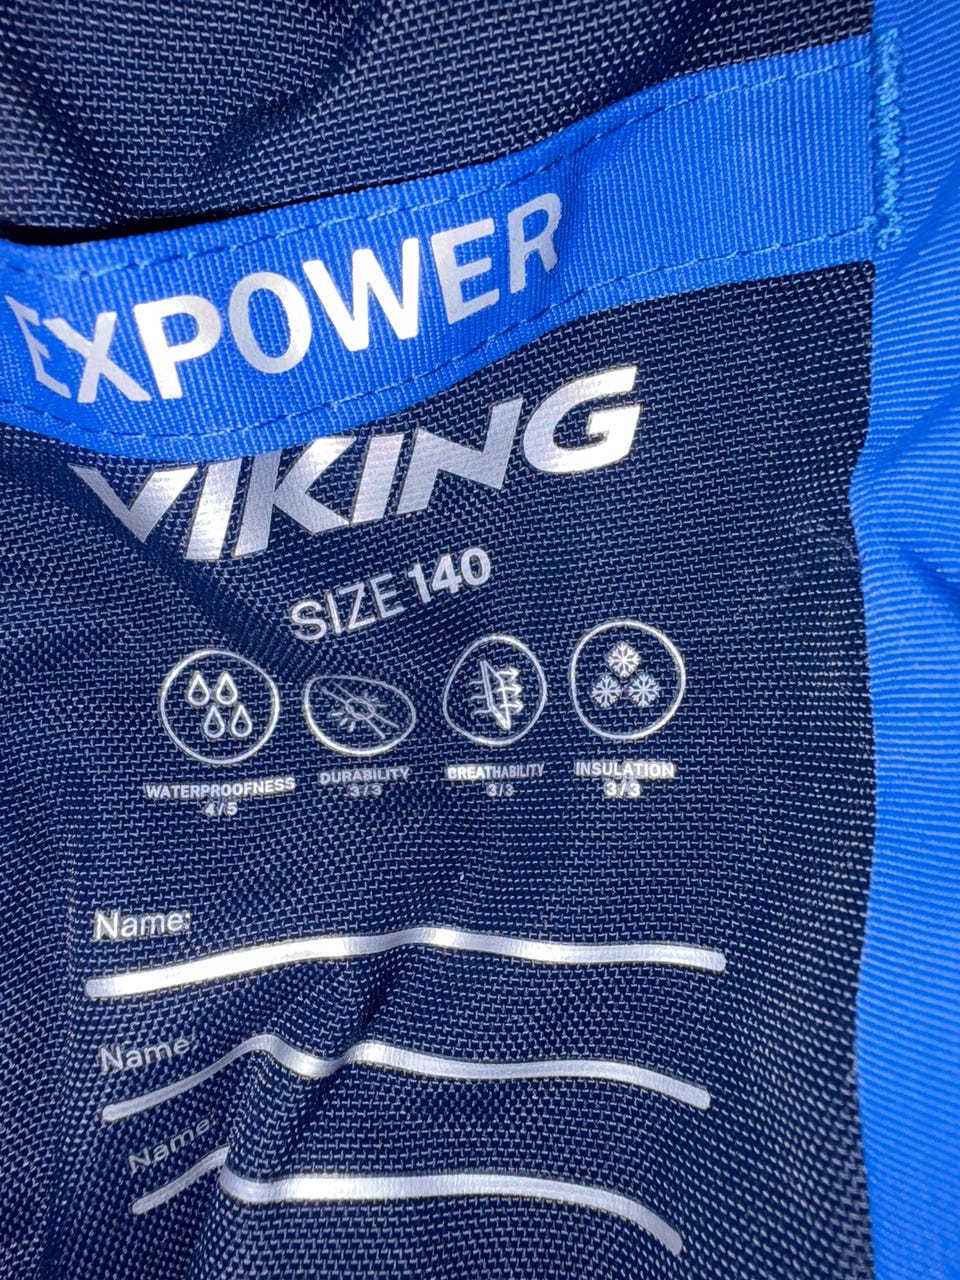 EXPOWER
VIKING
SIZE 140
WATERPROOFNESS
4/5
DURABILITY
3/3
BREATHABILITY
3/3
INSULATION
3/3
Name:
Name:
Name: